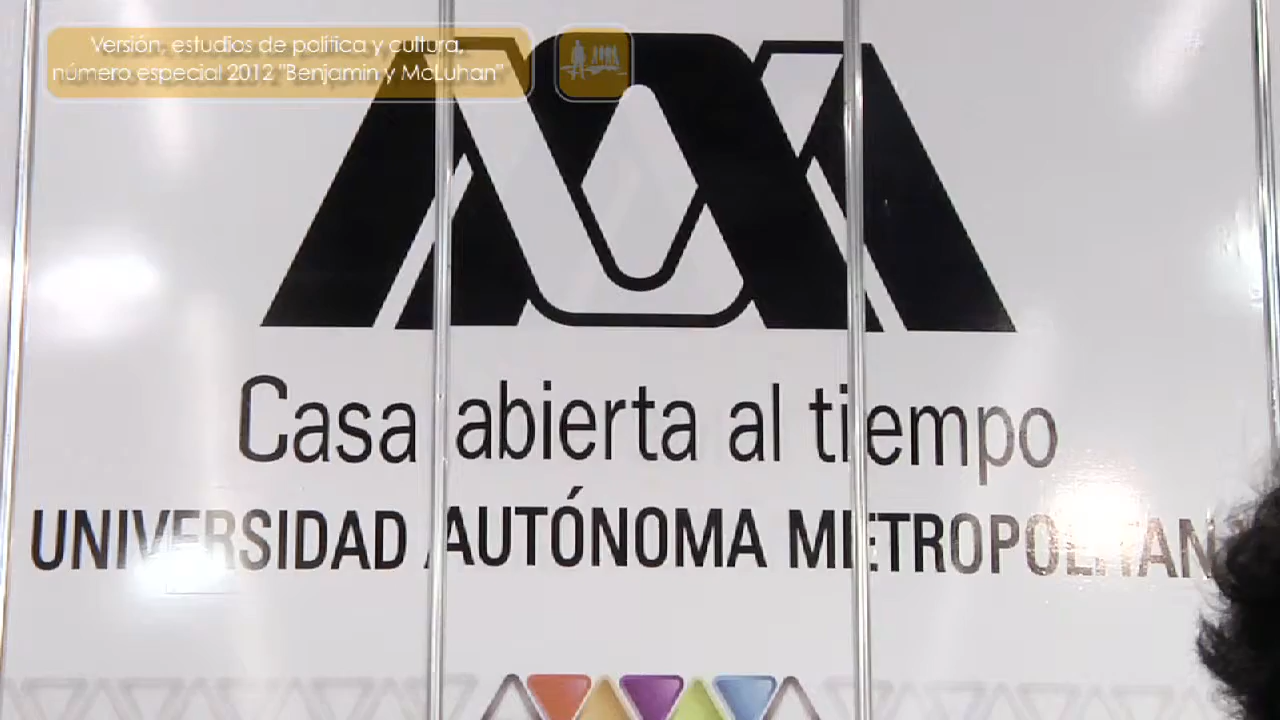 Versión, estudios de política y cultura,
número especial 2012 "Benjamin y McLuhan"
Casa abierta al tiempo
UNIVERSIDAD AUTÓNOMA METROPOLITANA